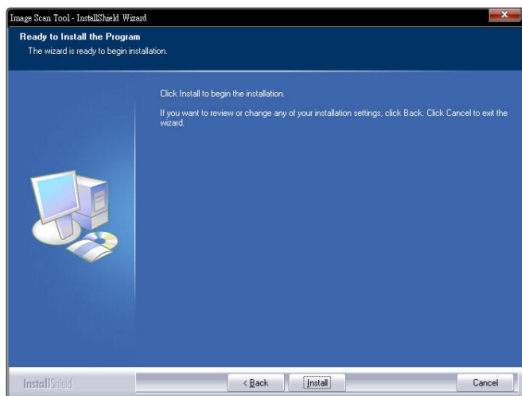 Image Scan Tool - InstallShield Wizard
Ready to Install the Program
The wizard is ready to begin installation.
Click Install to begin the installation.
If you want to review or change any of your installation settings, click Back. Click Cancel to exit the
wizard.
InstallShield
< Back
Install
Cancel